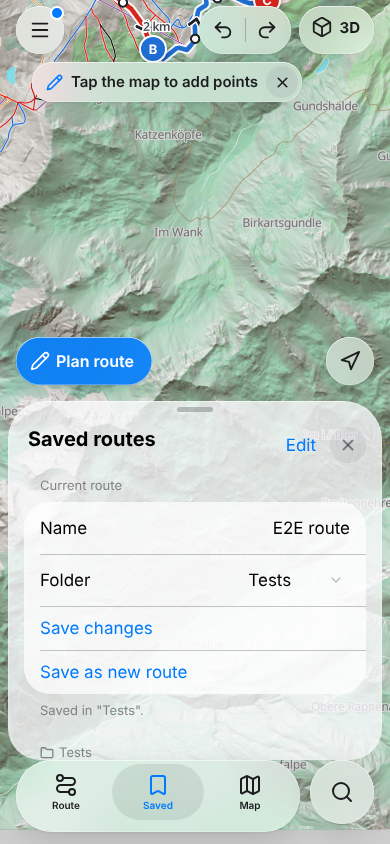 2 km
B
C
3D
Tap the map to add points
Gundshalde
Katzenköpfe
Im Wank
Birkartsgundle
Plan route
Saved routes
Edit
Current route
Name
E2E route
Folder
Tests
Save changes
Save as new route
Saved in "Tests".
Tests
Route
Saved
Map